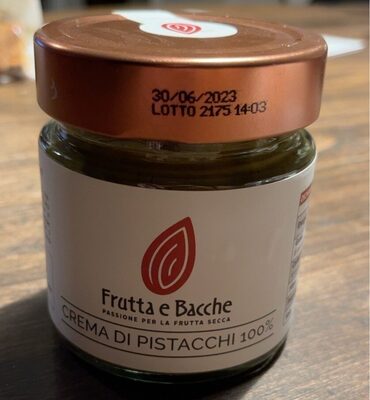 30/06/2023
LOTTO 2175 14:03
Frutta e Bacche
PASSIONE PER LA FRUTTA SECCA
CREMA DI PISTACCHI 100%